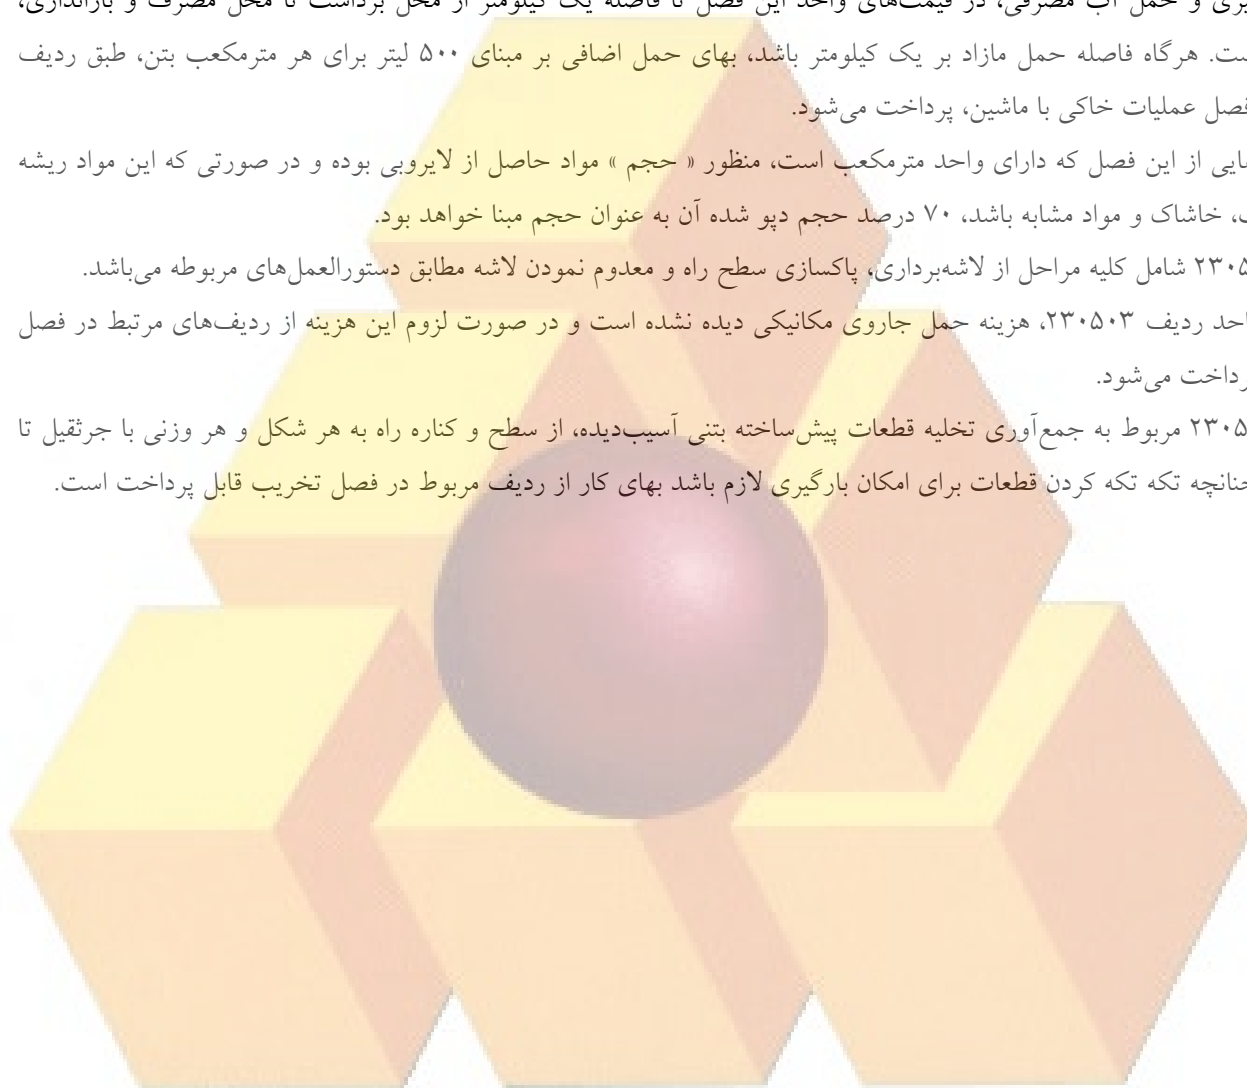 و حمل آب مصرفی، در قیمت‌های واحد این فصل تا فاصله یک کیلومتر از محل برداشت تا محل مصرف و باراندازی،
هرگاه فاصله حمل مازاد بر یک کیلومتر باشد، بهای حمل اضافی بر مبنای ۵۰۰ لیتر برای هر مترمکعب بتن، طبق ردیف
فصل عملیات خاکی با ماشین، پرداخت می‌شود.
از این فصل که دارای واحد مترمکعب است، منظور « حجم » مواد حاصل از لایروبی بوده و در صورتی که این مواد ریشه
خاشاک و مواد مشابه باشد، ۷۰ درصد حجم دپو شده آن به عنوان حجم مبنا خواهد بود.
شامل کلیه مراحل از لاشه‌برداری، پاکسازی سطح راه و معدوم نمودن لاشه مطابق دستورالعمل‌های مربوطه می‌باشد.
ردیف ۲۳۰۵۰۳، هزینه حمل جاروی مکانیکی دیده نشده است و در صورت لزوم این هزینه از ردیف‌های مرتبط در فصل
پرداخت می‌شود.
مربوط به جمع‌آوری تخلیه قطعات پیش‌ساخته بتنی آسیب‌دیده، از سطح و کناره راه به هر شکل و هر وزنی با جرثقیل تا
چنانچه تکه تکه کردن قطعات برای امکان بارگیری لازم باشد بهای کار از ردیف مربوط در فصل تخریب قابل پرداخت است.